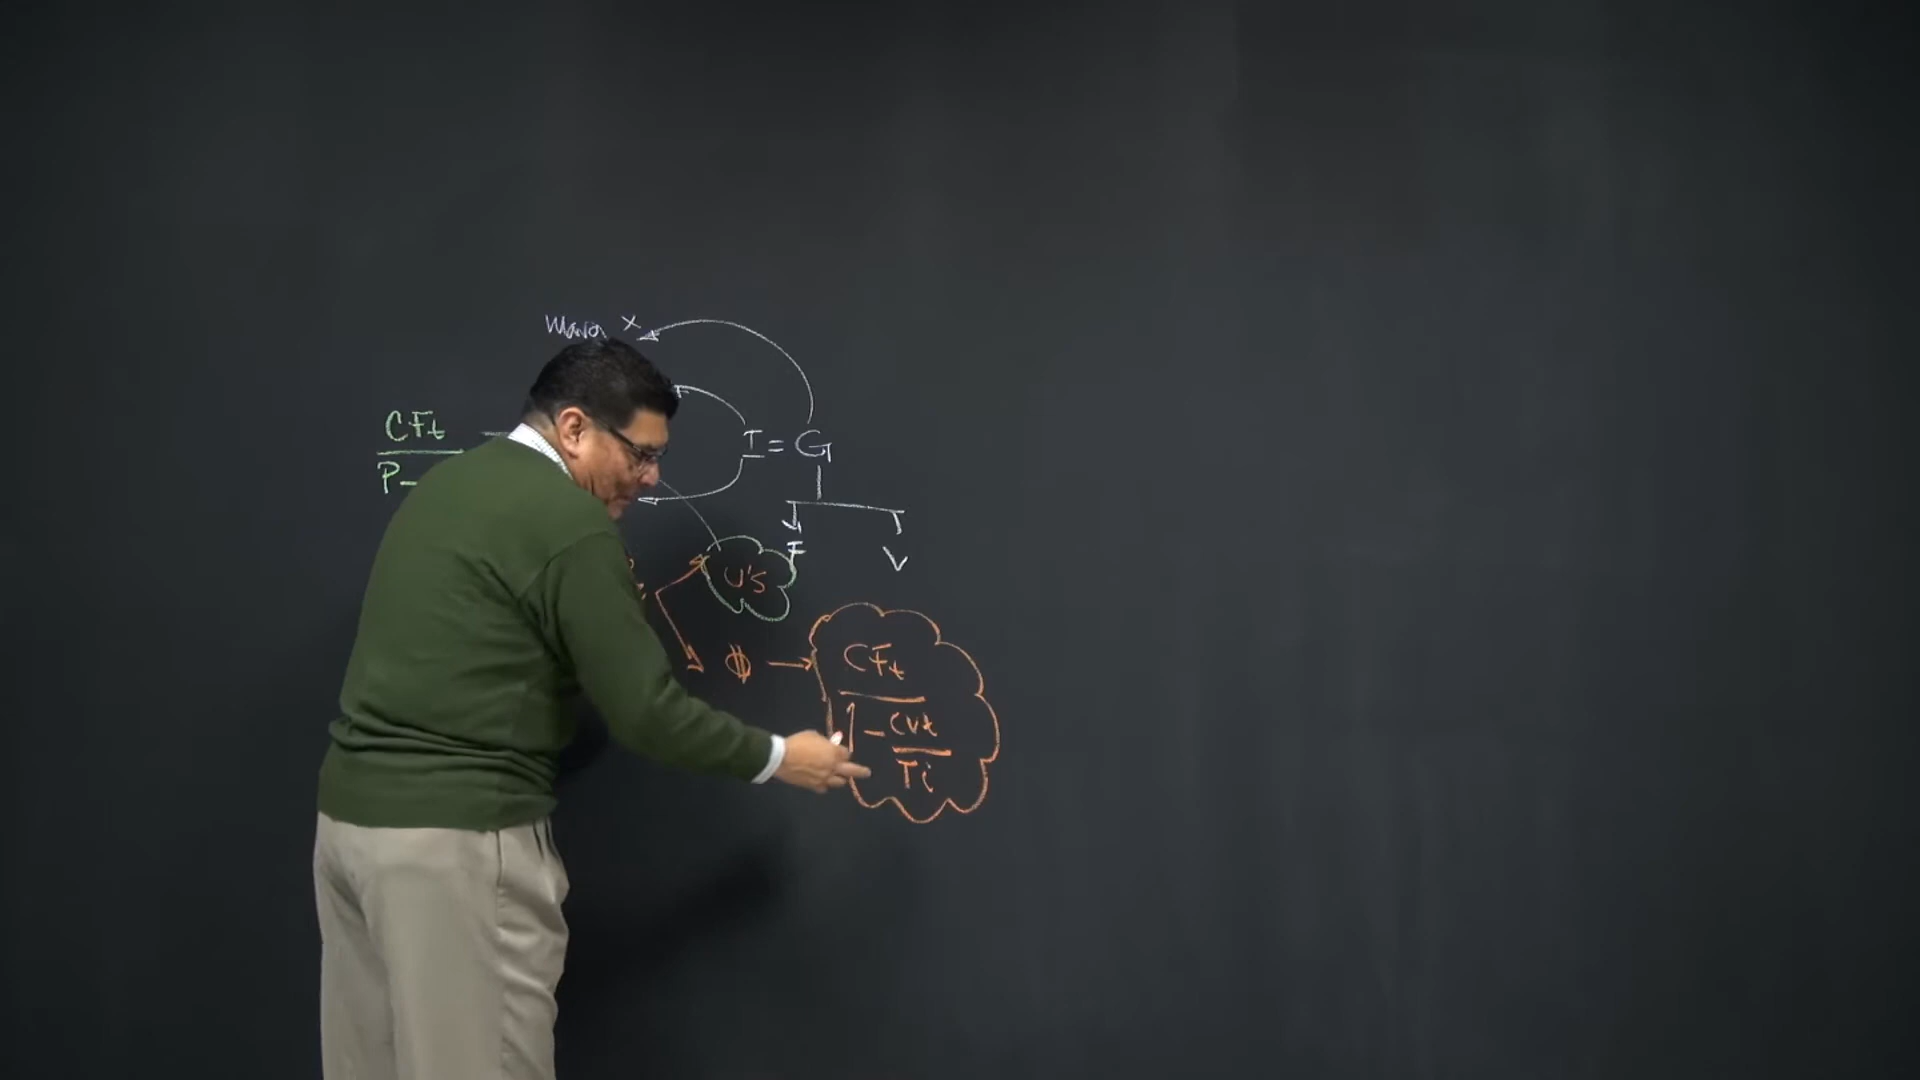 x
CFt
P-
I = G
F
V
U's
$ → CFt
1 - CVt
Ti